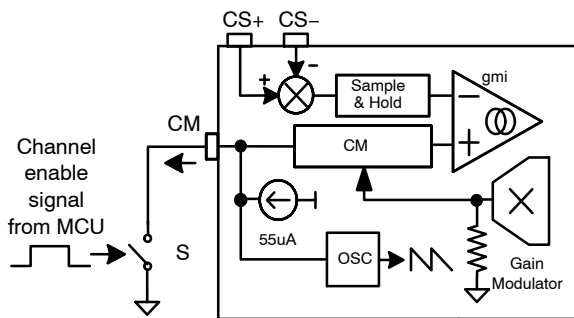 CS+ CS−
+
−
Sample
& Hold
gmi
−
CM
CM
+
Channel
enable
signal
from MCU
S
55uA
OSC
Gain
Modulator